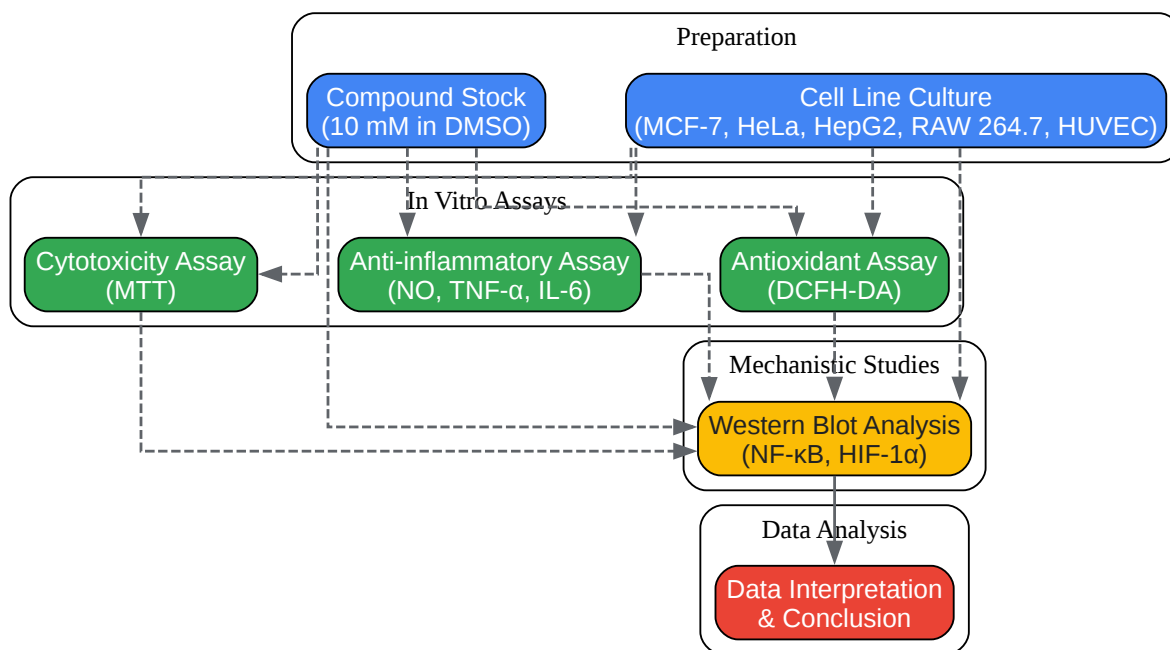 Preparation
Compound Stock
(10 mM in DMSO)
Cell Line Culture
(MCF-7, HeLa, HepG2, RAW 264.7, HUVEC)
In Vitro Assays
Cytotoxicity Assay
(MTT)
Anti-inflammatory Assay
(NO, TNF-α, IL-6)
Antioxidant Assay
(DCFH-DA)
Mechanistic Studies
Western Blot Analysis
(NF-κB, HIF-1α)
Data Analysis
Data Interpretation
& Conclusion